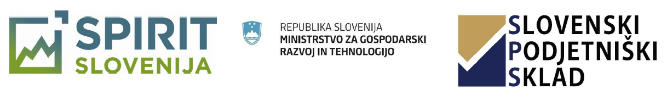 SPIRIT
SLOVENIJA
REPUBLIKA SLOVENIJA
MINISTRSTVO ZA GOSPODARSKI
RAZVOJ IN TEHNOLOGIJO
SLOVENSKI
PODJETNIŠKI
SKLAD